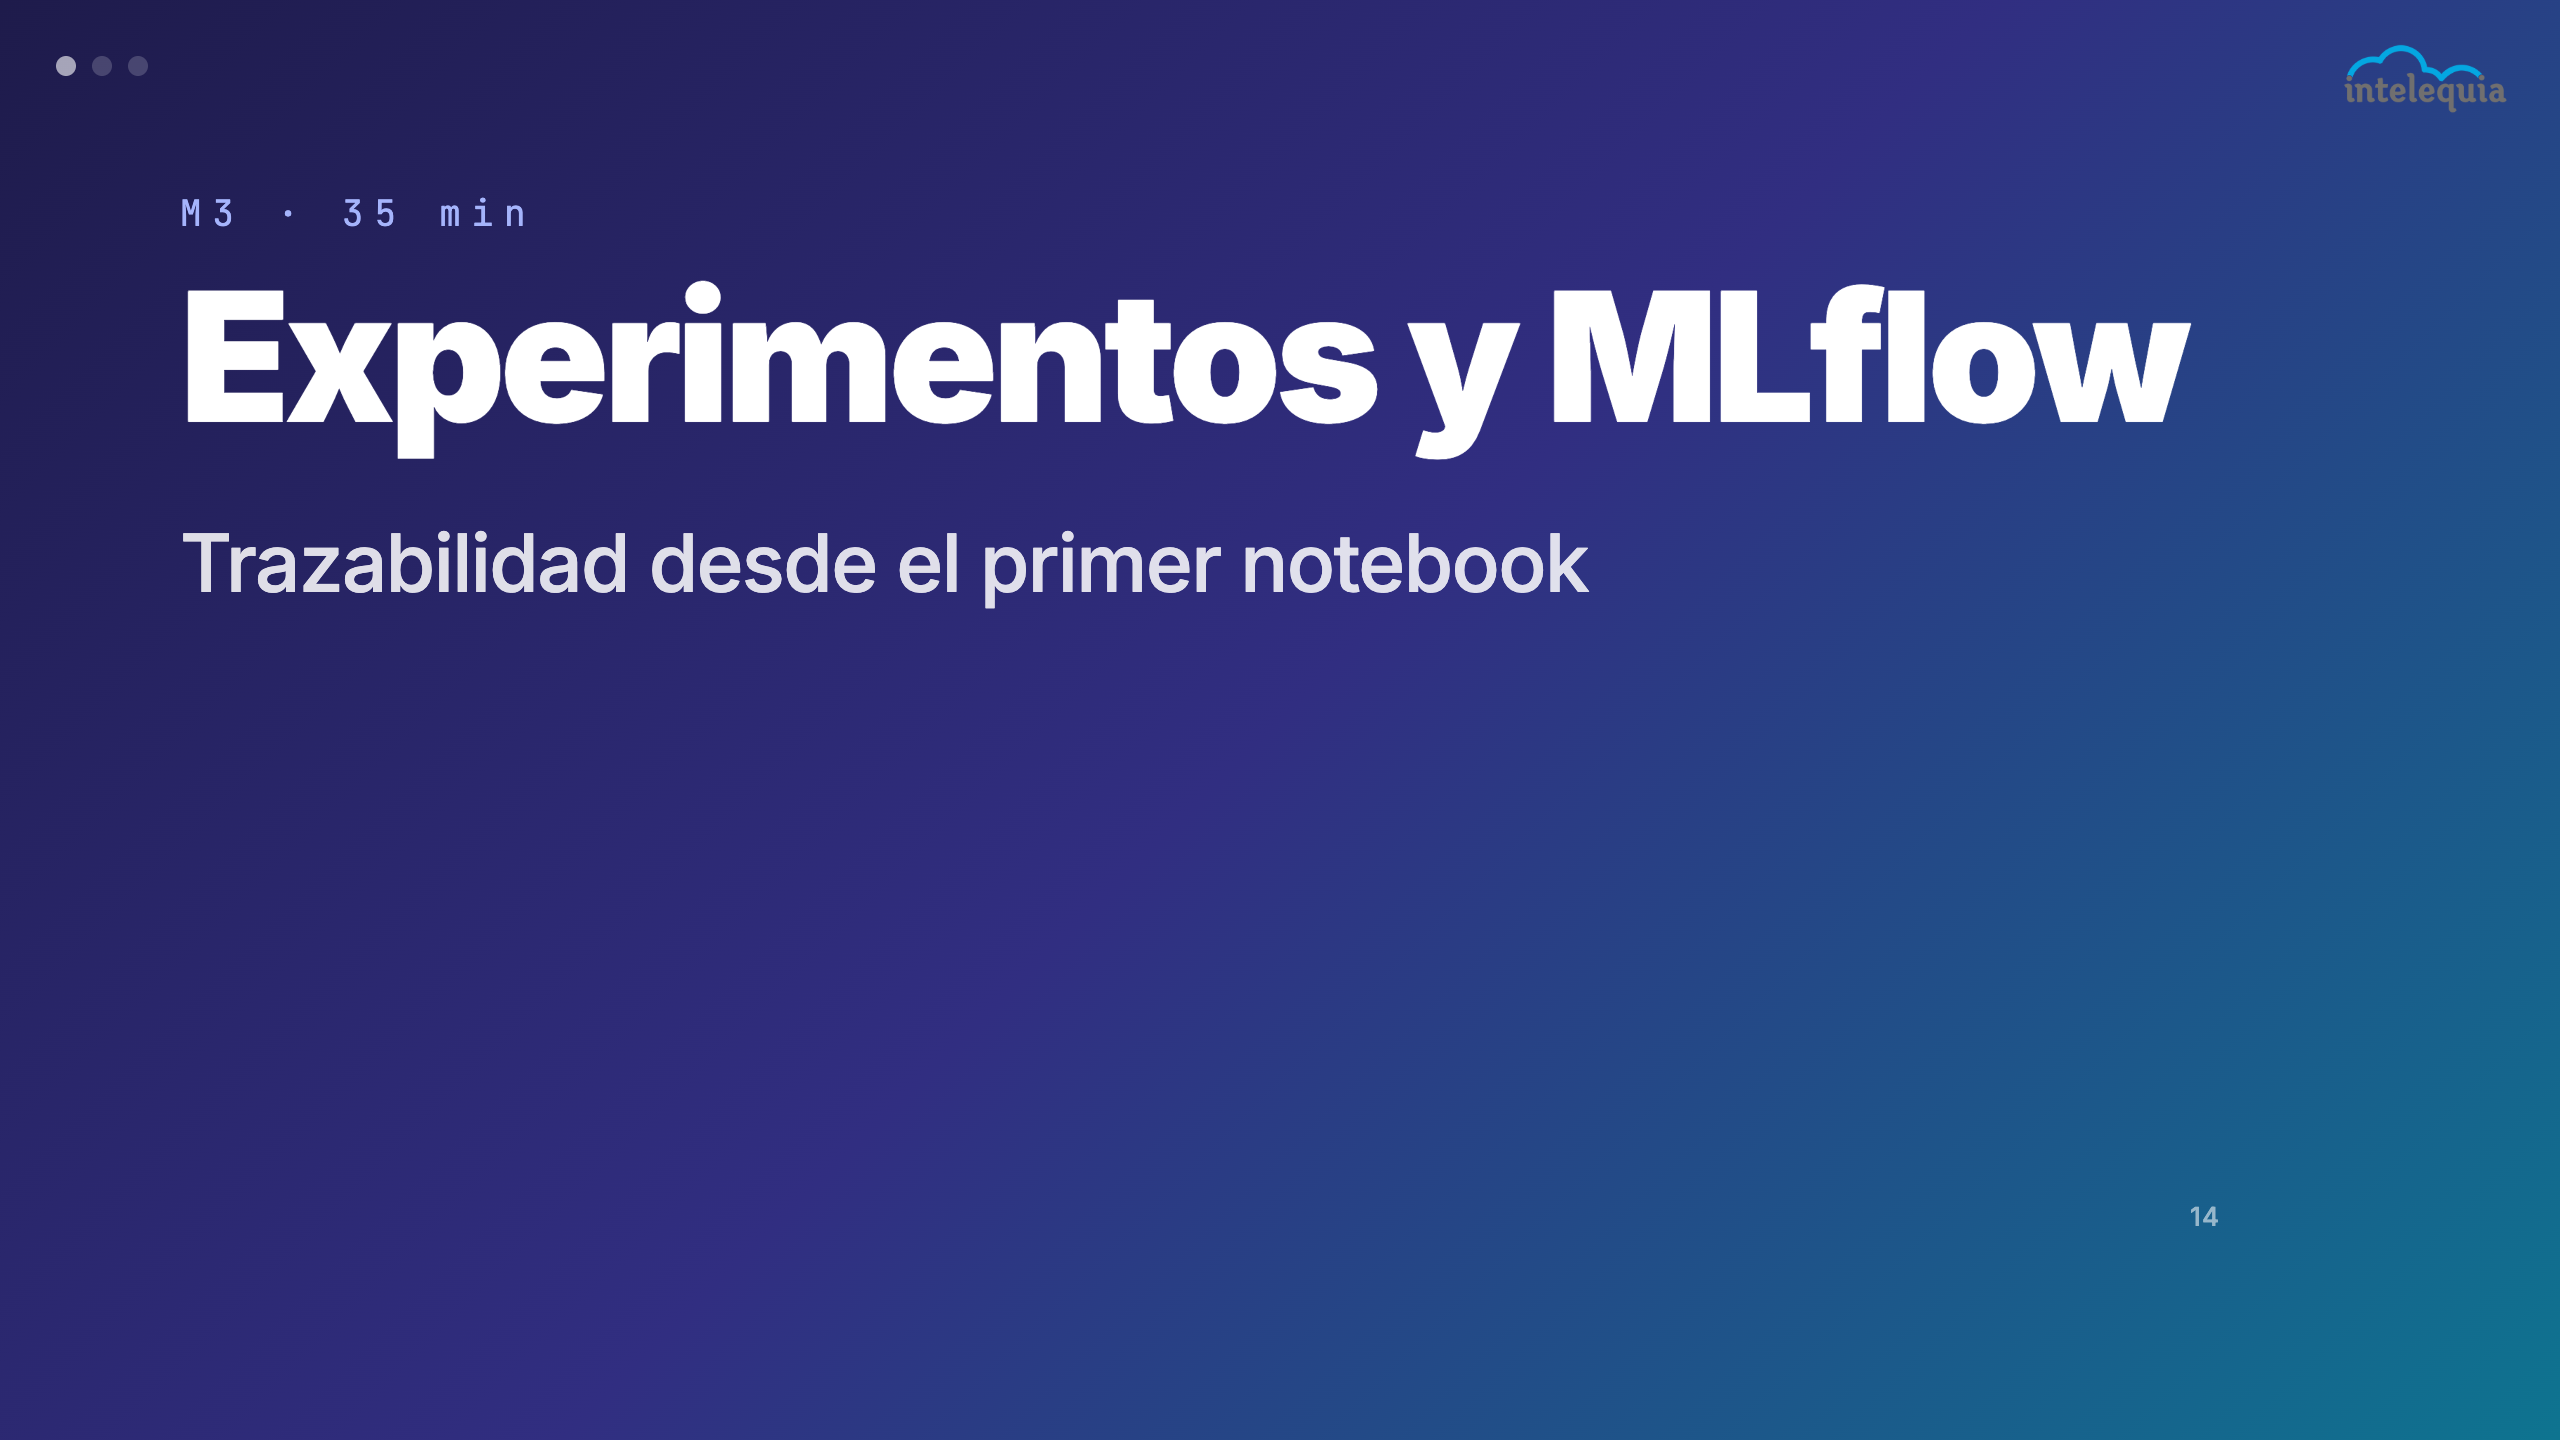 intelequia
M3 · 35 min
Experimentos y MLflow
Trazabilidad desde el primer notebook
14